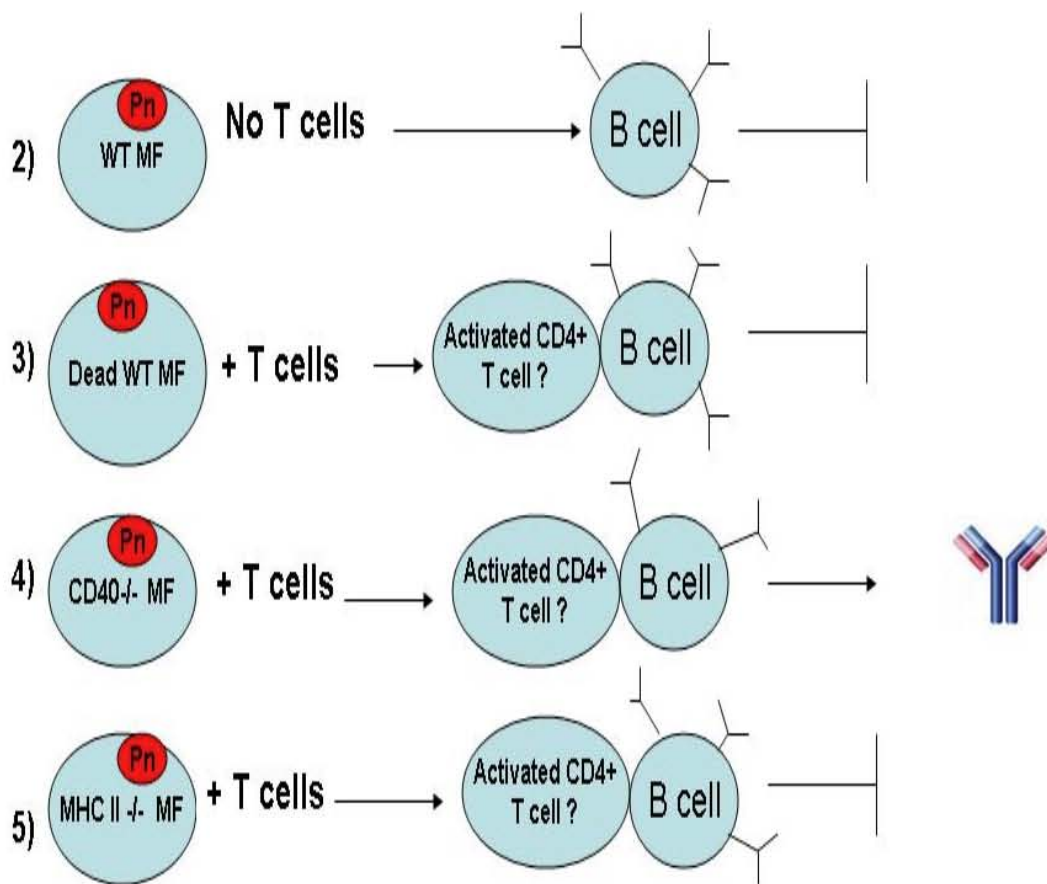 Pn
No T cells
B cell
2)
WT MF
Pn
Activated CD4+
B cell
3)
+ T cells
T cell ?
Dead WT MF
Pn
Activated CD4+
B cell
4)
+ T cells
CD40-/- MF
T cell ?
Pn
Activated CD4+
+ T cells
T cell ?
B cell
MHC II -/- MF
5)